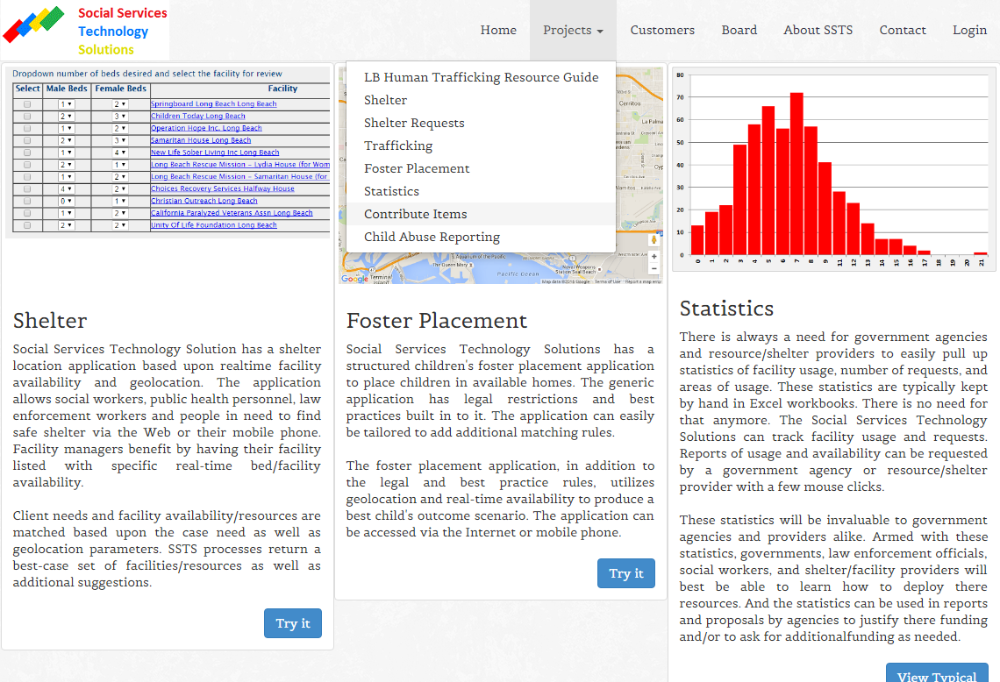 Social Services
Technology
Solutions
Home
Projects
Customers
Board
About SSTS
Contact
Login
LB Human Trafficking Resource Guide
Shelter
Shelter Requests
Trafficking
Foster Placement
Statistics
Contribute Items
Child Abuse Reporting
Dropdown number of beds desired and select the facility for review
Select Male Beds Female Beds Facility
1 2 Springboard Long Beach Long Beach
2 3 Children Today Long Beach
1 2 Operation Hope Inc. Long Beach
2 3 Samaritan House Long Beach
1 4 New Life Sober Living Inc Long Beach
2 1 Long Beach Rescue Mission - Lydia House (for Wom
1 2 Long Beach Rescue Mission - Samaritan House (for
4 2 Choices Recovery Services Halfway House
0 1 Christian Outreach Long Beach
1 2 California Paralyzed Veterans Assn Long Beach
2 2 Unity Of Life Foundation Long Beach
Cerritos
La Palma
Terminal
Island
Aquarium of the Pacific
The Queen Mary
Pacific Ocean
Naval Weapons
Station Seal Beach
Google
Map data ©2016 Google Terms of Use Report a map error
80
70
60
50
40
30
20
10
0
0 1 2 3 4 5 6 7 8 9 11 12 13 14 15 16 17 18 19 20 21
Shelter
Social Services Technology Solution has a shelter
location application based upon realtime facility
availability and geolocation. The application
allows social workers, public health personnel, law
enforcement workers and people in need to find
safe shelter via the Web or their mobile phone.
Facility managers benefit by having their facility
listed with specific real-time bed/facility
availability.
Client needs and facility availability/resources are
matched based upon the case need as well as
geolocation parameters. SSTS processes return a
best-case set of facilities/resources as well as
additional suggestions.
Try it
Foster Placement
Social Services Technology Solutions has a
structured children's foster placement application
to place children in available homes. The generic
application has legal restrictions and best
practices built in to it. The application can easily
be tailored to add additional matching rules.
The foster placement application, in addition to
the legal and best practice rules, utilizes
geolocation and real-time availability to produce a
best child's outcome scenario. The application can
be accessed via the Internet or mobile phone.
Try it
Statistics
There is always a need for government agencies
and resource/shelter providers to easily pull up
statistics of facility usage, number of requests, and
areas of usage. These statistics are typically kept
by hand in Excel workbooks. There is no need for
that anymore. The Social Services Technology
Solutions can track facility usage and requests.
Reports of usage and availability can be requested
by a government agency or resource/shelter
provider with a few mouse clicks.
These statistics will be invaluable to government
agencies and providers alike. Armed with these
statistics, governments, law enforcement officials,
social workers, and shelter/facility providers will
best be able to learn how to deploy there
resources. And the statistics can be used in reports
and proposals by agencies to justify there funding
and/or to ask for additionalfunding as needed.
View Typical